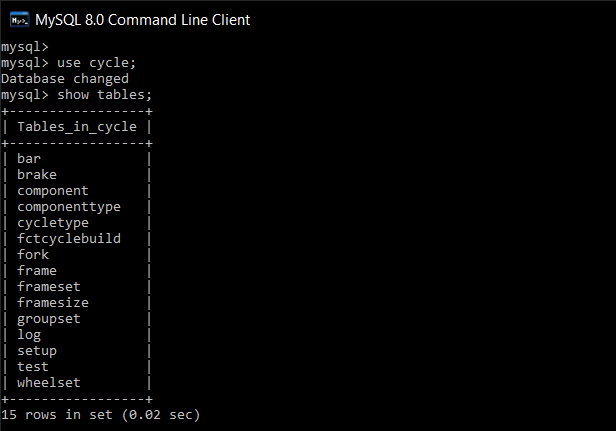 MySQL 8.0 Command Line Client
mysql>
mysql> use cycle;
Database changed
mysql> show tables;
+-----------------+
| Tables_in_cycle |
+-----------------+
| bar             |
| brake           |
| component       |
| componenttype   |
| cycletype       |
| fctcyclebuild   |
| fork            |
| frame           |
| frameset        |
| framesize       |
| groupset        |
| log             |
| setup           |
| test            |
| wheelset        |
+-----------------+
15 rows in set (0.02 sec)